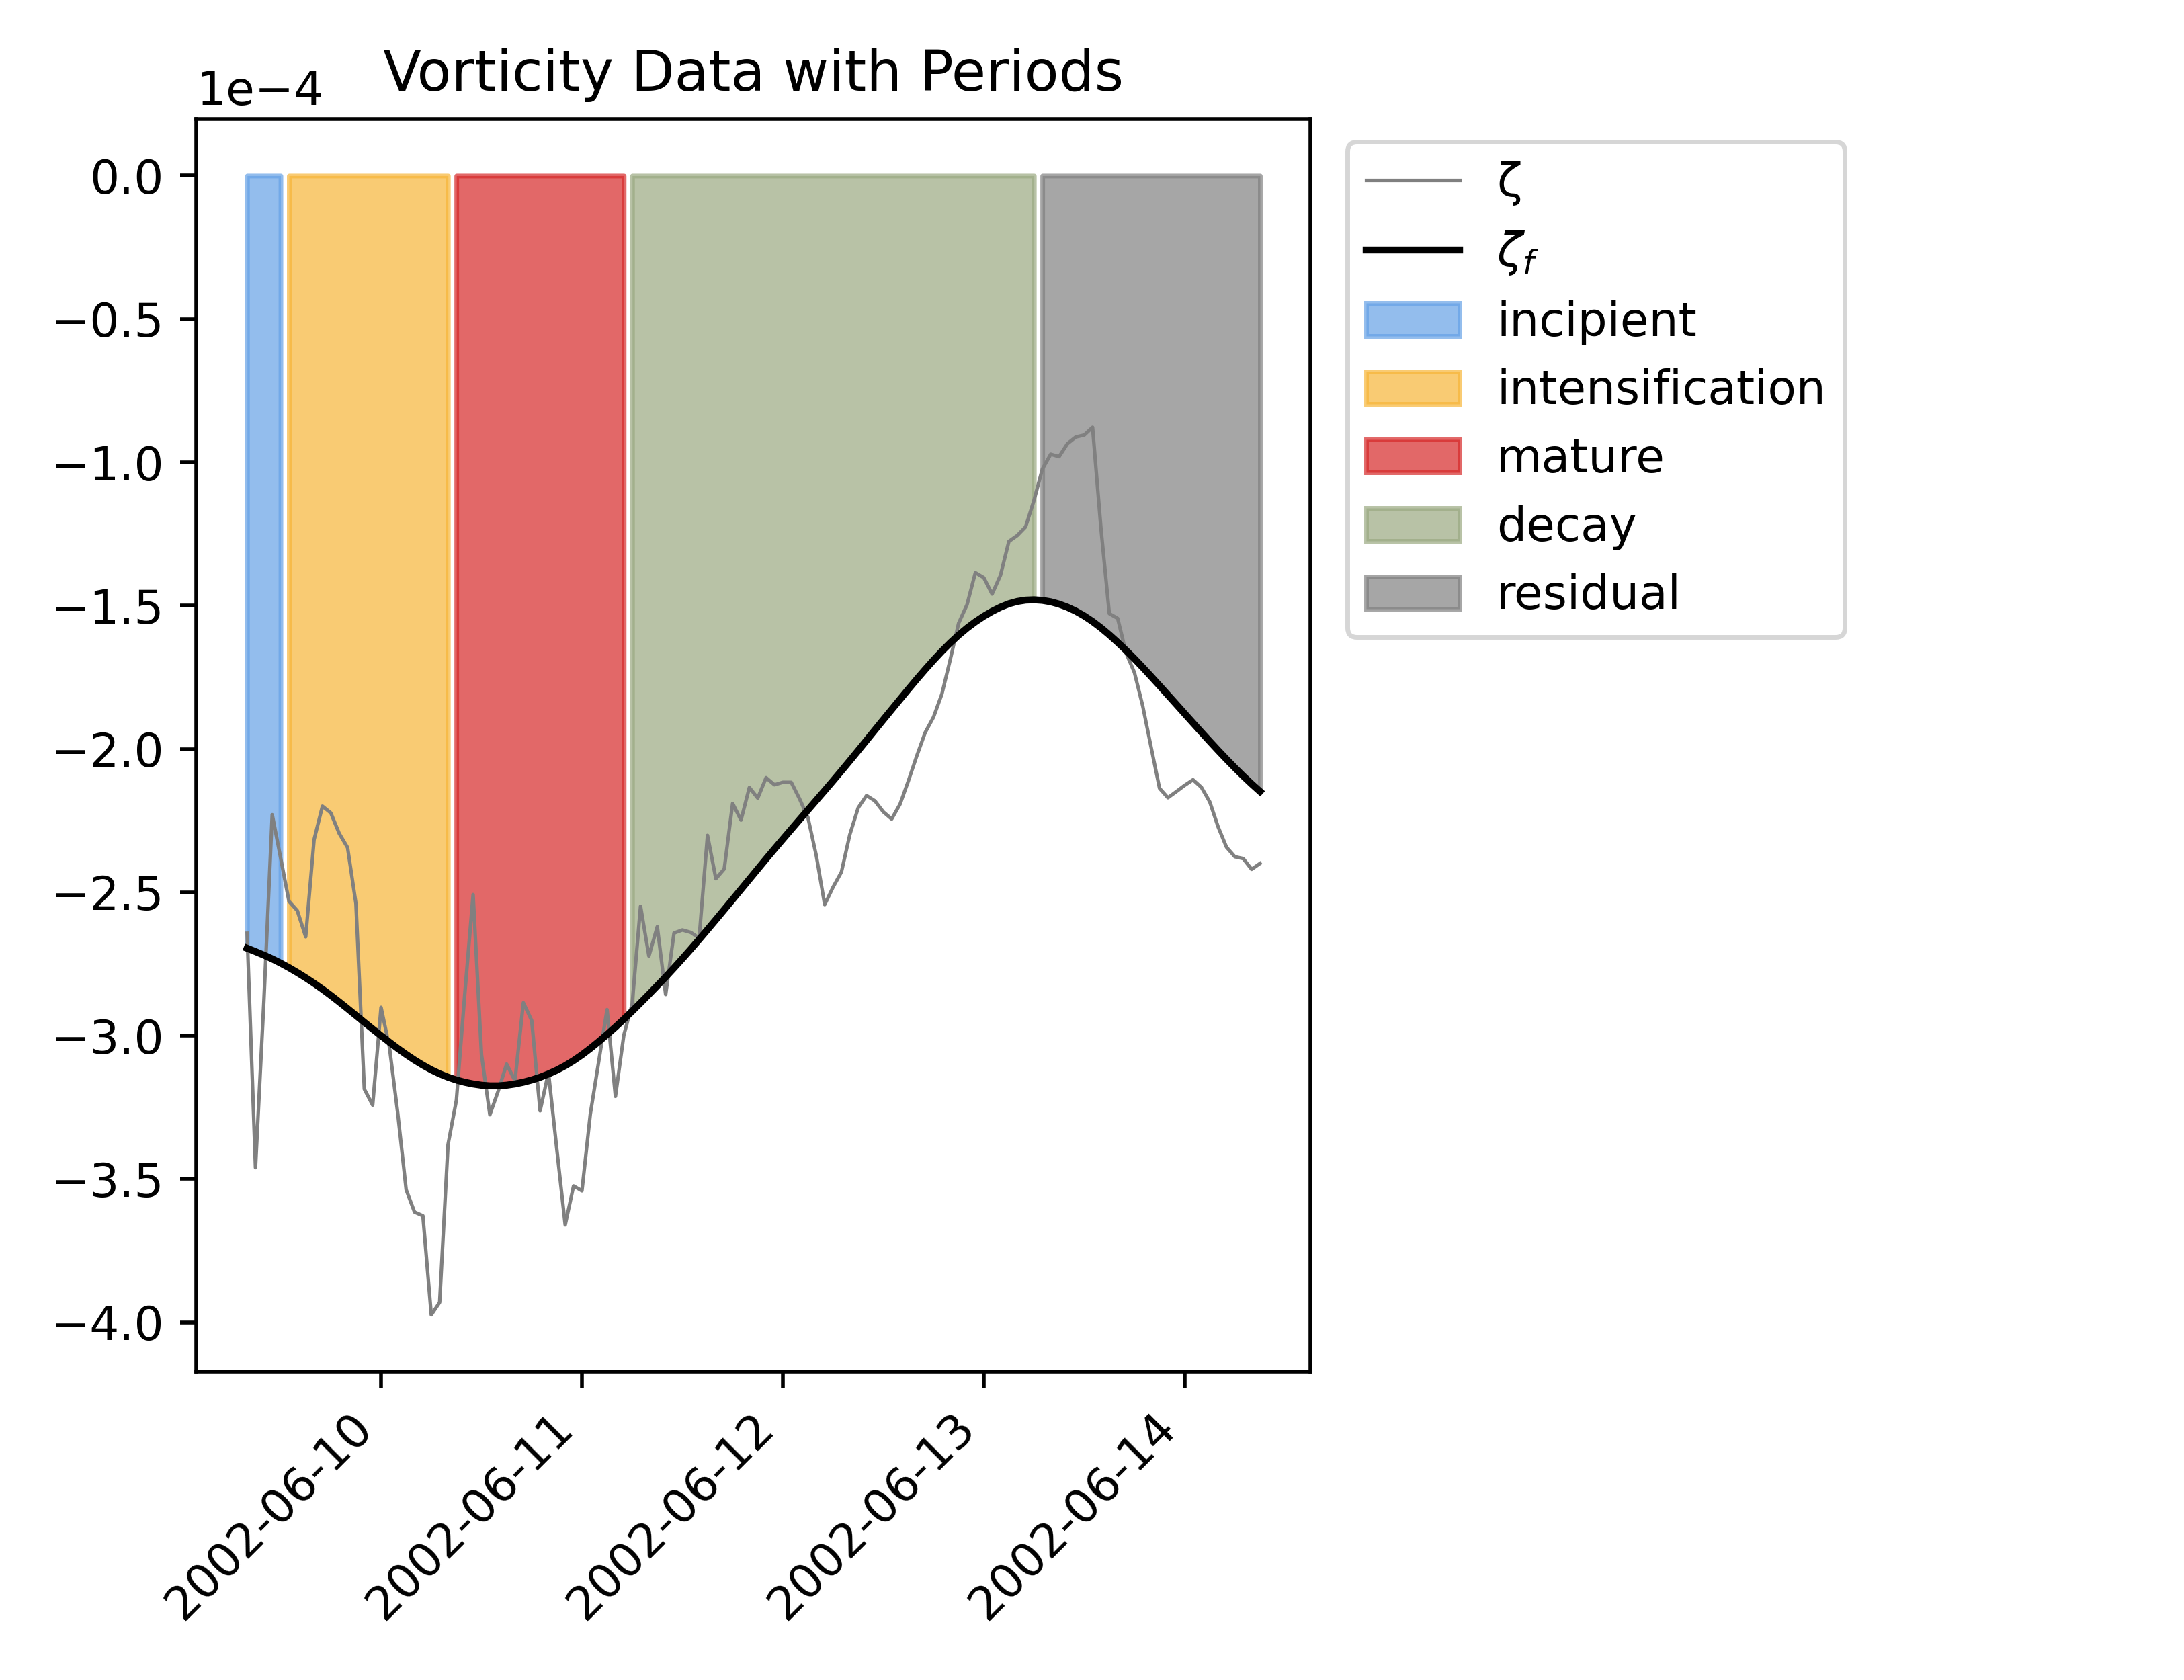 Vorticity Data with Periods
1e−4
0.0
−0.5
−1.0
−1.5
−2.0
−2.5
−3.0
−3.5
−4.0
2002-06-10
2002-06-11
2002-06-12
2002-06-13
2002-06-14
ζ
ζf
incipient
intensification
mature
decay
residual